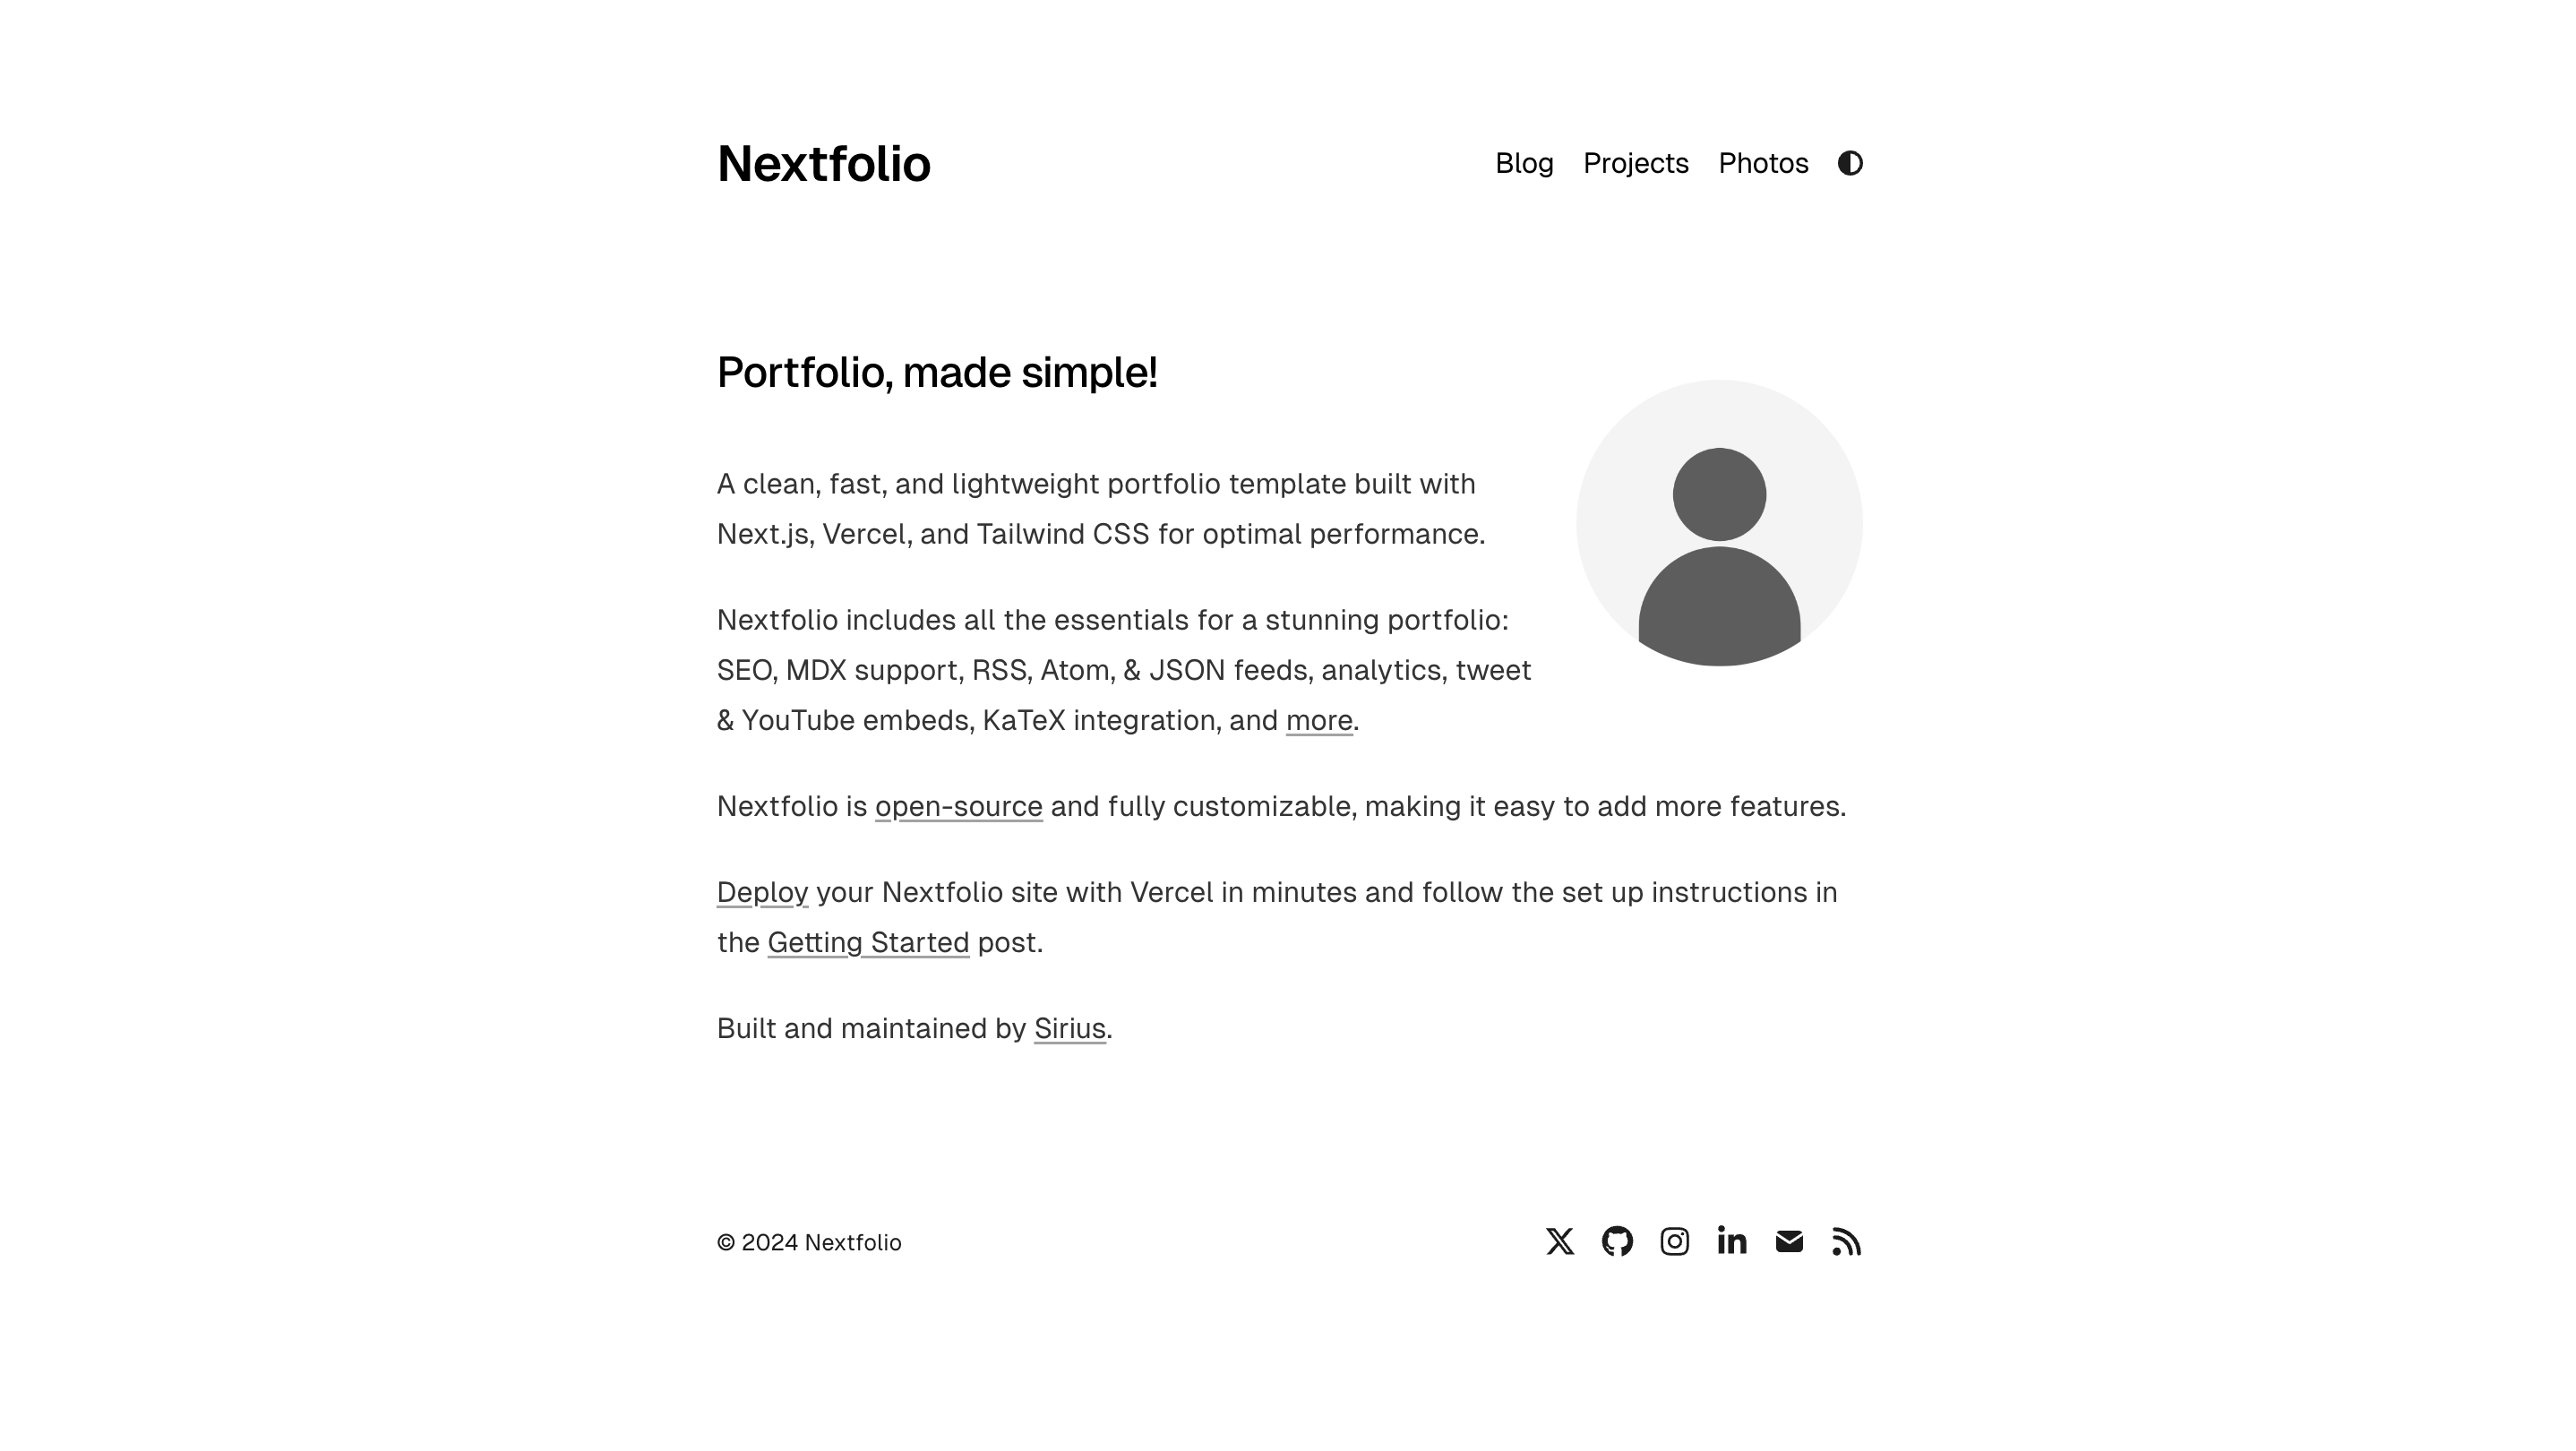 Nextfolio
Blog Projects Photos
Portfolio, made simple!
A clean, fast, and lightweight portfolio template built with
Next.js, Vercel, and Tailwind CSS for optimal performance.
Nextfolio includes all the essentials for a stunning portfolio:
SEO, MDX support, RSS, Atom, & JSON feeds, analytics, tweet
& YouTube embeds, KaTeX integration, and more.
Nextfolio is open-source and fully customizable, making it easy to add more features.
Deploy your Nextfolio site with Vercel in minutes and follow the set up instructions in
the Getting Started post.
Built and maintained by Sirius.
© 2024 Nextfolio